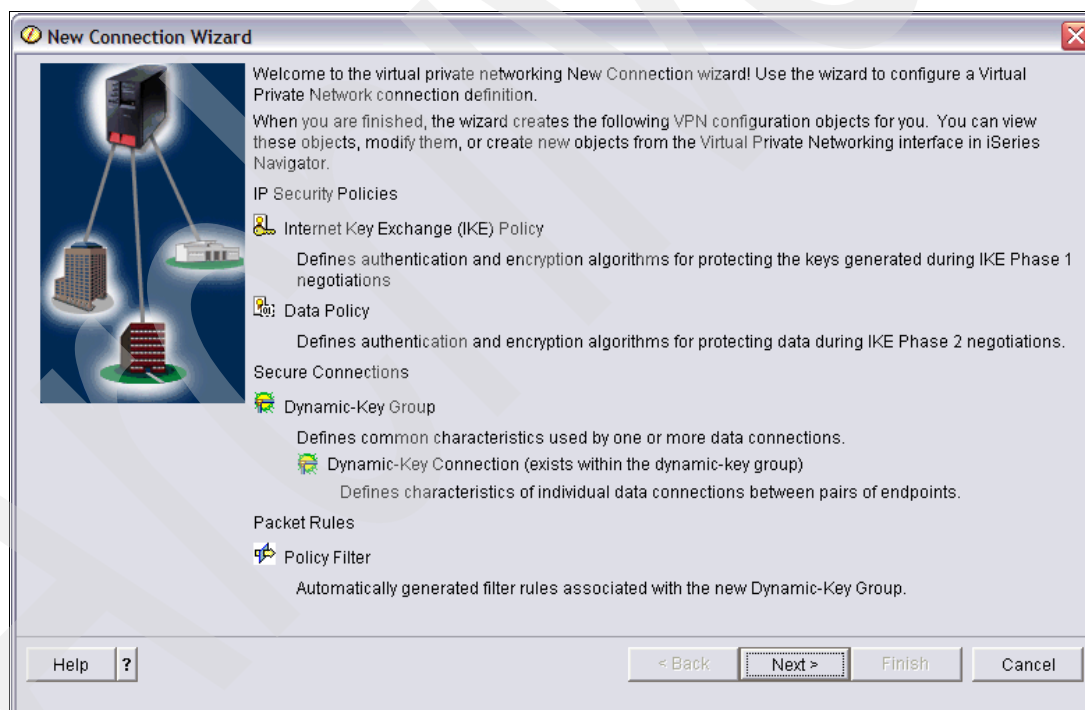 New Connection Wizard
Welcome to the virtual private networking New Connection wizard! Use the wizard to configure a Virtual
Private Network connection definition.
When you are finished, the wizard creates the following VPN configuration objects for you. You can view
these objects, modify them, or create new objects from the Virtual Private Networking interface in iSeries
Navigator.
IP Security Policies
Internet Key Exchange (IKE) Policy
Defines authentication and encryption algorithms for protecting the keys generated during IKE Phase 1
negotiations
Data Policy
Defines authentication and encryption algorithms for protecting data during IKE Phase 2 negotiations.
Secure Connections
Dynamic-Key Group
Defines common characteristics used by one or more data connections.
Dynamic-Key Connection (exists within the dynamic-key group)
Defines characteristics of individual data connections between pairs of endpoints.
Packet Rules
Policy Filter
Automatically generated filter rules associated with the new Dynamic-Key Group.
Help ? < Back Next > Finish Cancel